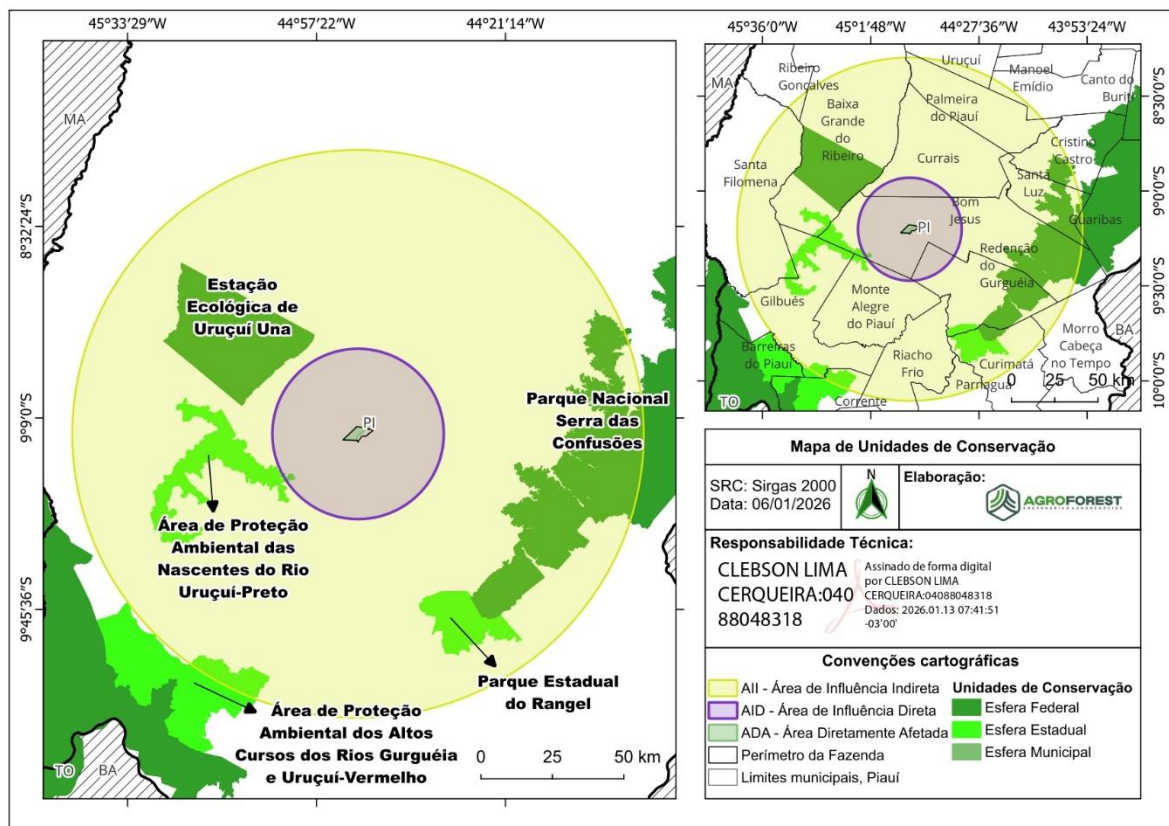 45°33'29"W 44°57'22"W 44°21'14"W
8°32'24"S
9°9'0"S
9°45'36"S
MA
Estação
Ecológica de
Uruçuí Una
PI
Parque Nacional
Serra das
Confusões
Área de Proteção
Ambiental das
Nascentes do Rio
Uruçuí-Preto
Parque Estadual
do Rangel
Área de Proteção
Ambiental dos Altos
Cursos dos Rios Gurguéia
e Uruçuí-Vermelho
TO
BA
0 25 50 km
45°36'0"W 45°1'48"W 44°27'36"W 43°53'24"W
8°30'0"S
9°0'0"S
9°30'0"S
10°0'0"S
MA
Ribeiro
Gonçalves
Uruçuí
Manoel
Emídio
Canto do
Buriti
Baixa
Grande
do
Ribeiro
Palmeira
do Piauí
Cristino
Castro
Currais
Santa
Filomena
Santa
Luz
Bom
Jesus
Guaribas
PI
Redenção
do
Gurguéia
Gilbués
Monte
Alegre
do Piauí
Morro
Cabeça
no Tempo
BA
Barreiras
do Piauí
Riacho
Frio
Curimatá
Parnaguá
Corrente
TO
0 25 50 km
Mapa de Unidades de Conservação
SRC: Sirgas 2000
Data: 06/01/2026
N
Elaboração:
AGROFOREST
ENGENHARIA E AGRONEGÓCIOS
Responsabilidade Técnica:
CLEBSON LIMA
CERQUEIRA:040
88048318
Assinado de forma digital
por CLEBSON LIMA
CERQUEIRA:04088048318
Dados: 2026.01.13 07:41:51
-03'00'
Convenções cartográficas
AII - Área de Influência Indireta
AID - Área de Influência Direta
ADA - Área Diretamente Afetada
Perímetro da Fazenda
Limites municipais, Piauí
Unidades de Conservação
Esfera Federal
Esfera Estadual
Esfera Municipal